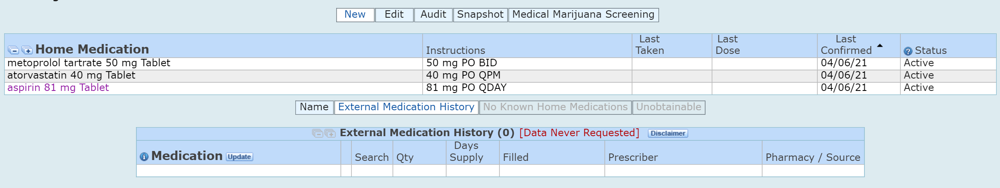 New Edit Audit Snapshot Medical Marijuana Screening
Home Medication Instructions Last Taken Last Dose Last Confirmed Status
metoprolol tartrate 50 mg Tablet 50 mg PO BID 04/06/21 Active
atorvastatin 40 mg Tablet 40 mg PO QPM 04/06/21 Active
aspirin 81 mg Tablet 81 mg PO QDAY 04/06/21 Active
Name External Medication History No Known Home Medications Unobtainable
External Medication History (0) [Data Never Requested] Disclaimer
Medication Update Search Qty Days Supply Filled Prescriber Pharmacy / Source